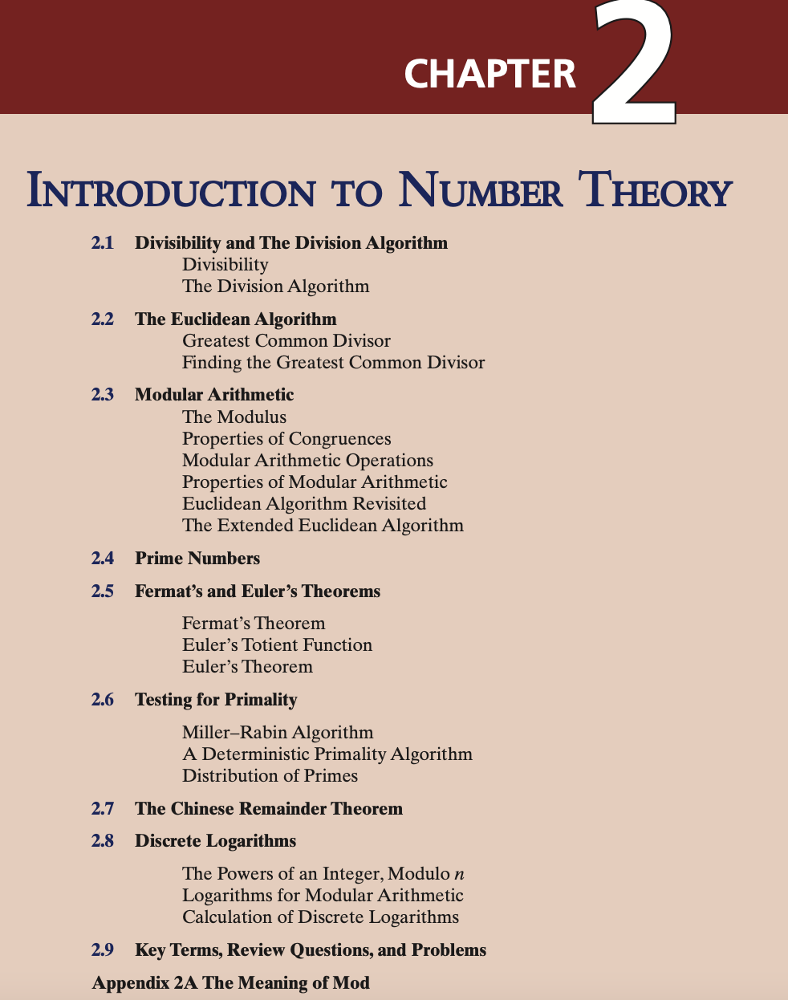 CHAPTER 2
INTRODUCTION TO NUMBER THEORY
2.1 Divisibility and The Division Algorithm
Divisibility
The Division Algorithm
2.2 The Euclidean Algorithm
Greatest Common Divisor
Finding the Greatest Common Divisor
2.3 Modular Arithmetic
The Modulus
Properties of Congruences
Modular Arithmetic Operations
Properties of Modular Arithmetic
Euclidean Algorithm Revisited
The Extended Euclidean Algorithm
2.4 Prime Numbers
2.5 Fermat’s and Euler’s Theorems
Fermat’s Theorem
Euler’s Totient Function
Euler’s Theorem
2.6 Testing for Primality
Miller–Rabin Algorithm
A Deterministic Primality Algorithm
Distribution of Primes
2.7 The Chinese Remainder Theorem
2.8 Discrete Logarithms
The Powers of an Integer, Modulo n
Logarithms for Modular Arithmetic
Calculation of Discrete Logarithms
2.9 Key Terms, Review Questions, and Problems
Appendix 2A The Meaning of Mod